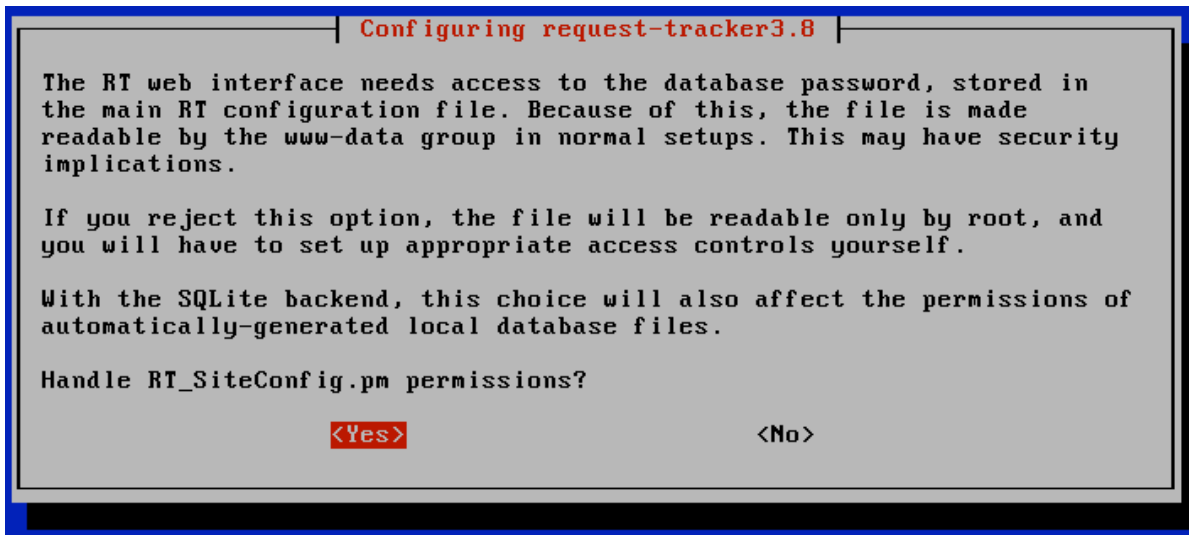 Configuring request-tracker3.8
The RT web interface needs access to the database password, stored in
the main RT configuration file. Because of this, the file is made
readable by the www-data group in normal setups. This may have security
implications.
If you reject this option, the file will be readable only by root, and
you will have to set up appropriate access controls yourself.
With the SQLite backend, this choice will also affect the permissions of
automatically-generated local database files.
Handle RT_SiteConfig.pm permissions?
<Yes> <No>